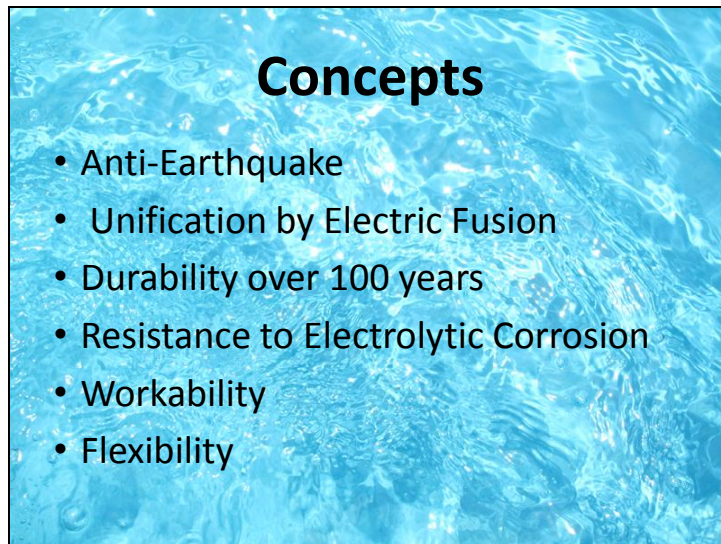 Concepts
• Anti-Earthquake
• Unification by Electric Fusion
• Durability over 100 years
• Resistance to Electrolytic Corrosion
• Workability
• Flexibility